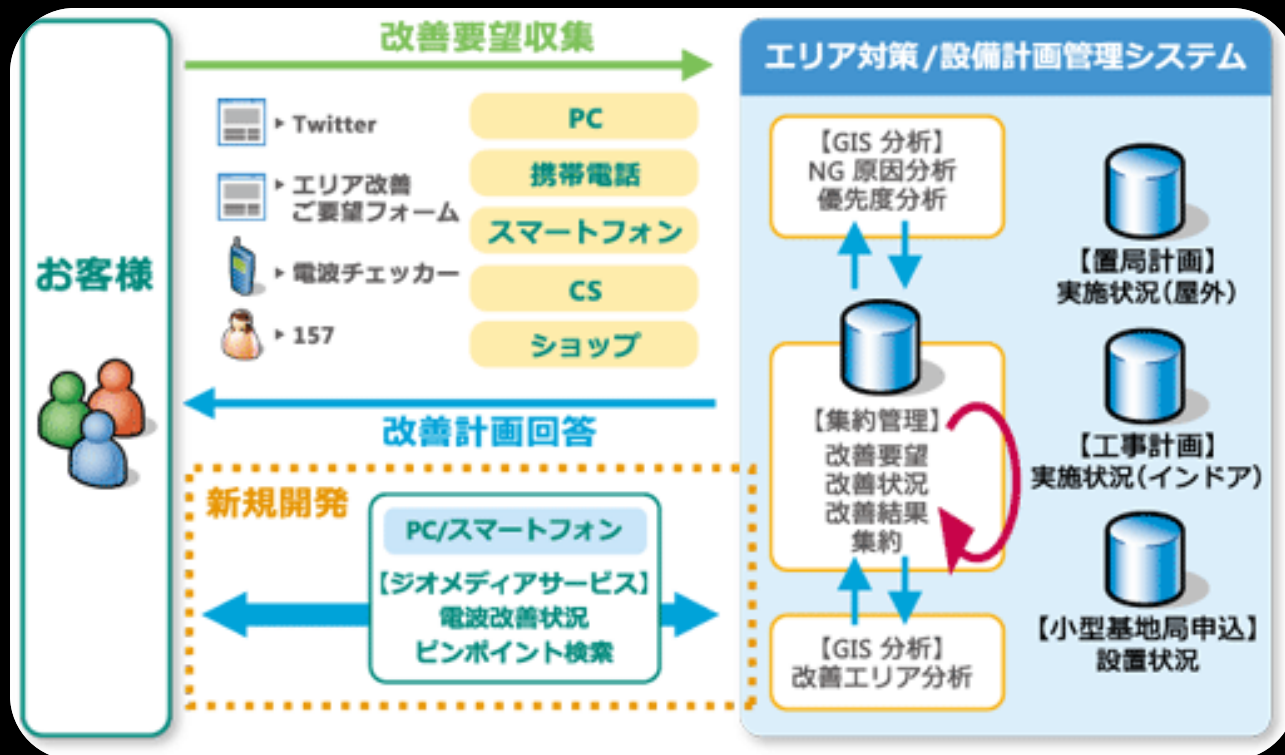 改善要望収集
エリア対策/設備計画管理システム
お客様
Twitter
エリア改善
ご要望フォーム
電波チェッカー
157
PC
携帯電話
スマートフォン
CS
ショップ
改善計画回答
新規開発
PC/スマートフォン
【ジオメディアサービス】
電波改善状況
ピンポイント検索
【GIS 分析】
NG 原因分析
優先度分析
【集約管理】
改善要望
改善状況
改善結果
集約
【GIS 分析】
改善エリア分析
【置局計画】
実施状況(屋外)
【工事計画】
実施状況(インドア)
【小型基地局申込】
設置状況